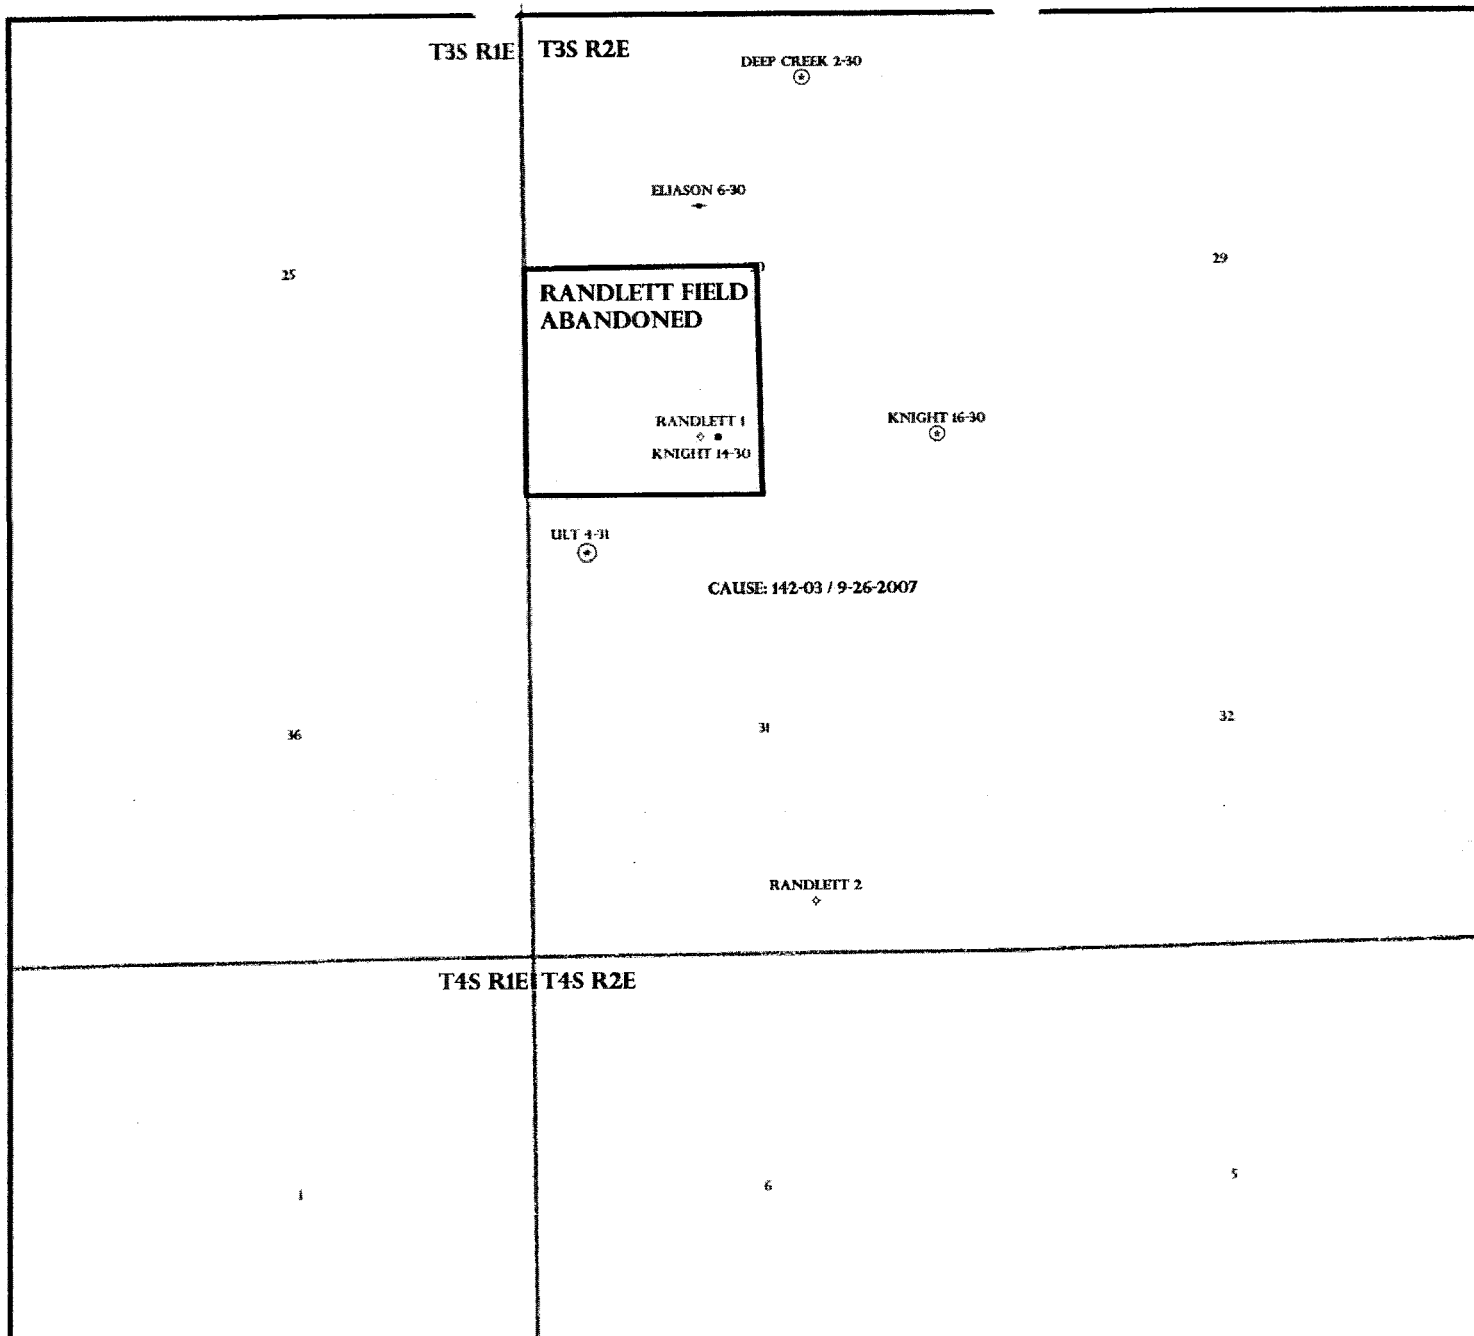 T3S R1E T3S R2E
DEEP CREEK 2-30
ELIASON 6-30
25
29
RANDLETT FIELD
ABANDONED
RANDLETT 1
KNIGHT 14-30
KNIGHT 16-30
ULT 4-31
CAUSE: 142-03 / 9-26-2007
36
31
32
RANDLETT 2
T4S R1E T4S R2E
1
6
5